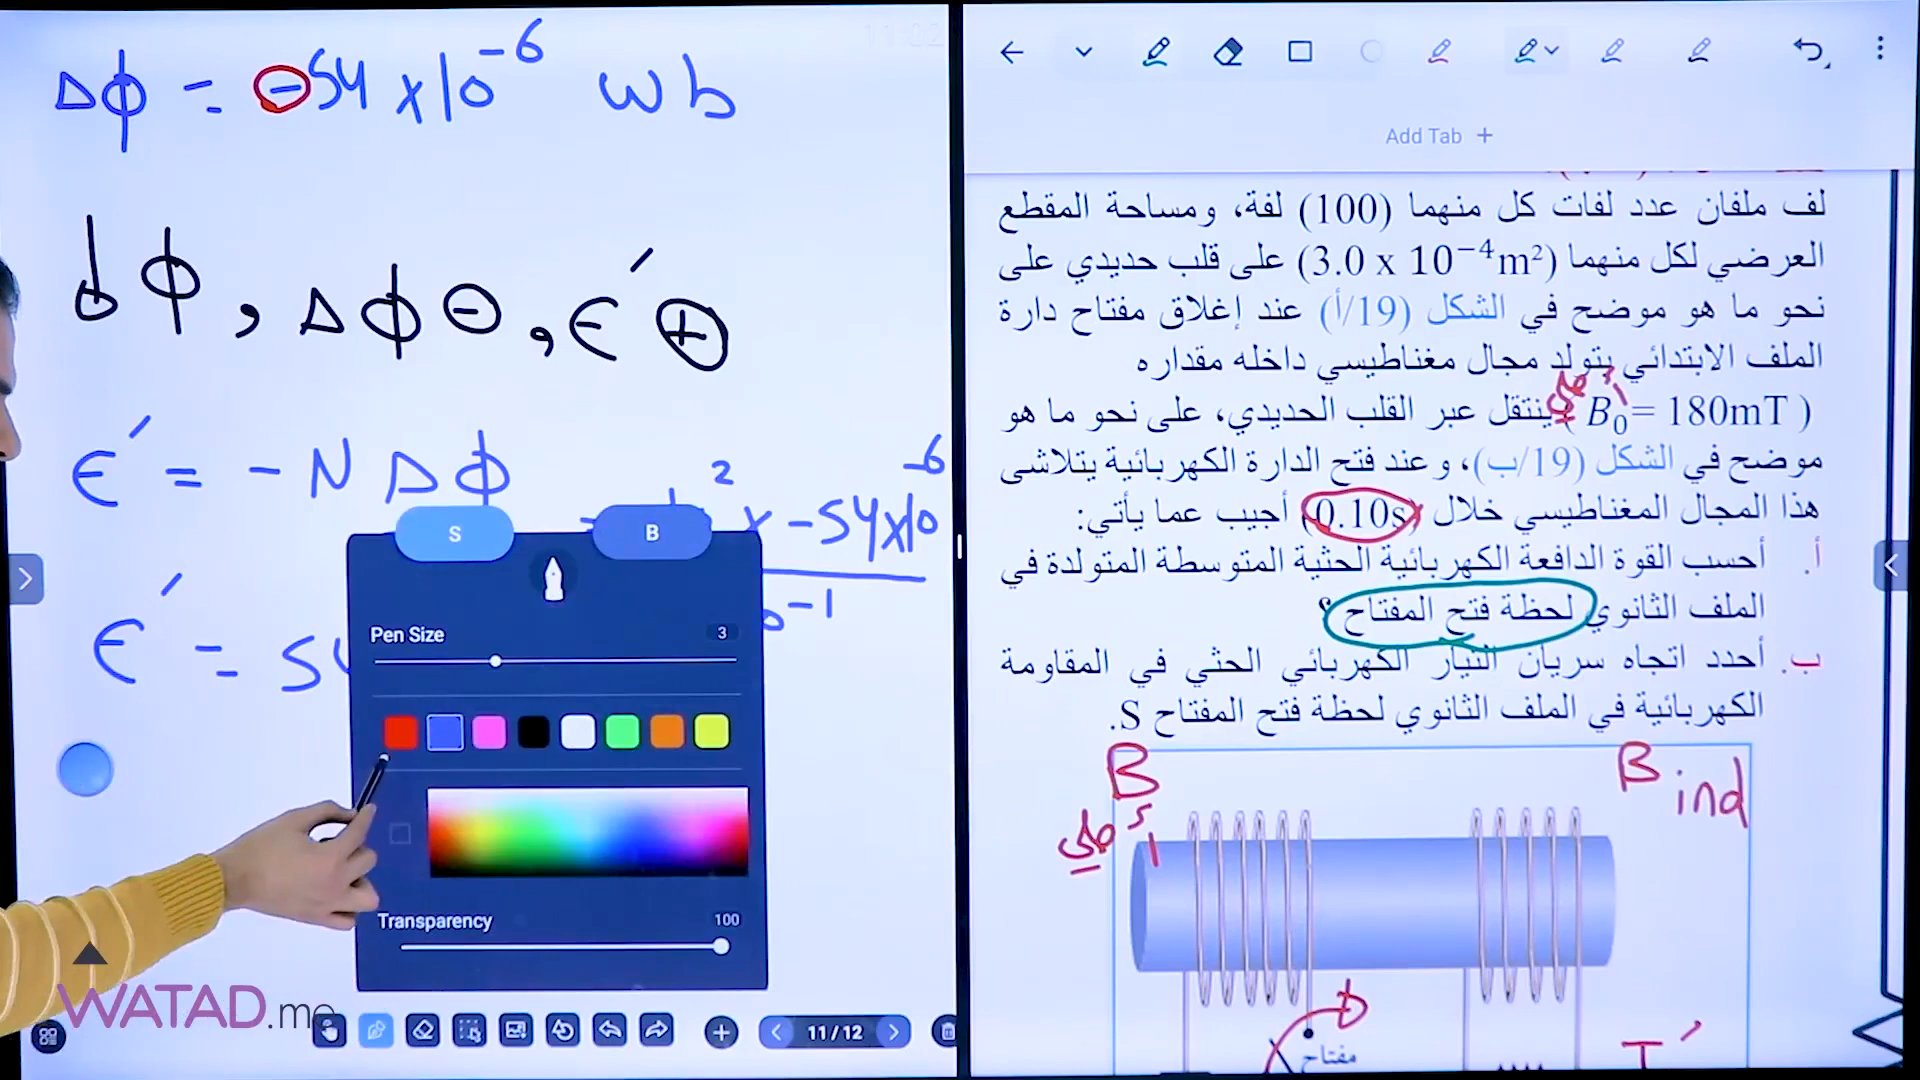 Δφ = -54 x 10^-6 wb
φ , Δφ - , ϵ' +
ϵ' = - N Δφ
2 x -54x10^-6
-1
ϵ' = 54
S B
Pen Size 3
Transparency 100
WATAD.me
11/12
11:02
Add Tab +
لف ملفان عدد لفات كل منهما (100) لفة، ومساحة المقطع
العرضي لكل منهما (3.0 x 10⁻⁴m²) على قلب حديدي على
نحو ما هو موضح في الشكل (19/أ) عند إغلاق مفتاح دارة
الملف الابتدائي يتولد مجال مغناطيسي داخله مقداره
( B₀= 180mT ) ينتقل عبر القلب الحديدي، على نحو ما هو
موضح في الشكل (19/ب)، وعند فتح الدارة الكهربائية يتلاشى
هذا المجال المغناطيسي خلال (0.10s) أجيب عما يأتي:
أ. أحسب القوة الدافعة الكهربائية الحثية المتوسطة المتولدة في
الملف الثانوي لحظة فتح المفتاح ؟
ب. أحدد اتجاه سريان التيار الكهربائي الحثي في المقاومة
الكهربائية في الملف الثانوي لحظة فتح المفتاح S.
B
B ind
مفتاح
I'